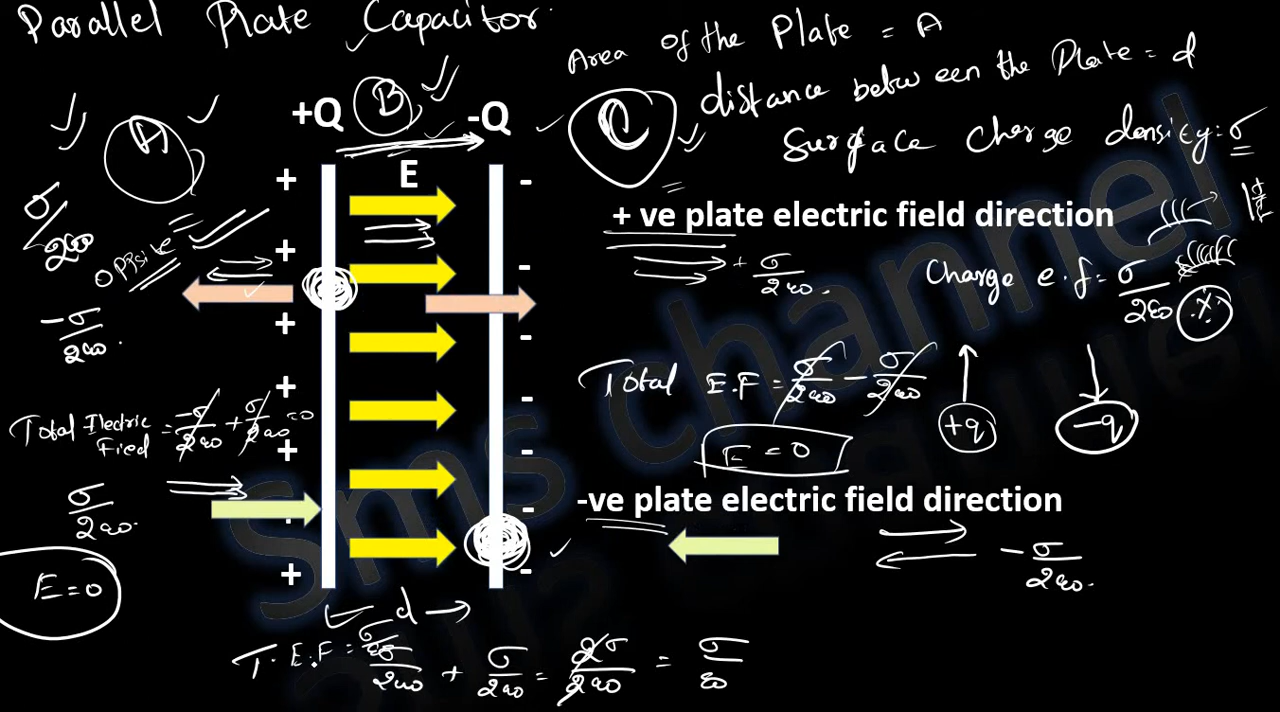 Parallel Plate Capacitor
Area of the Plate = A
distance between the Plate = d
Surface charge density: σ
A
+Q
B
-Q
C
E
σ/2ε0
opposite
-σ/2ε0
+ ve plate electric field direction
+ σ/2ε0
Charge e.f = σ/2ε0
Total E.F = σ/2ε0 - σ/2ε0
E = 0
+q
-q
Total Electric Field = -σ/2ε0 + σ/2ε0 = 0
σ/2ε0
E = 0
-ve plate electric field direction
- σ/2ε0
d
T.E.F = σ/2ε0 + σ/2ε0 = 2σ/2ε0 = σ/ε0
Sms channel